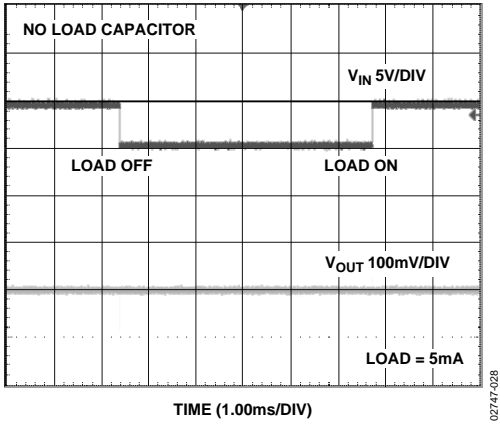 NO LOAD CAPACITOR
V_IN 5V/DIV
LOAD OFF
LOAD ON
V_OUT 100mV/DIV
LOAD = 5mA
TIME (1.00ms/DIV)
02747-028